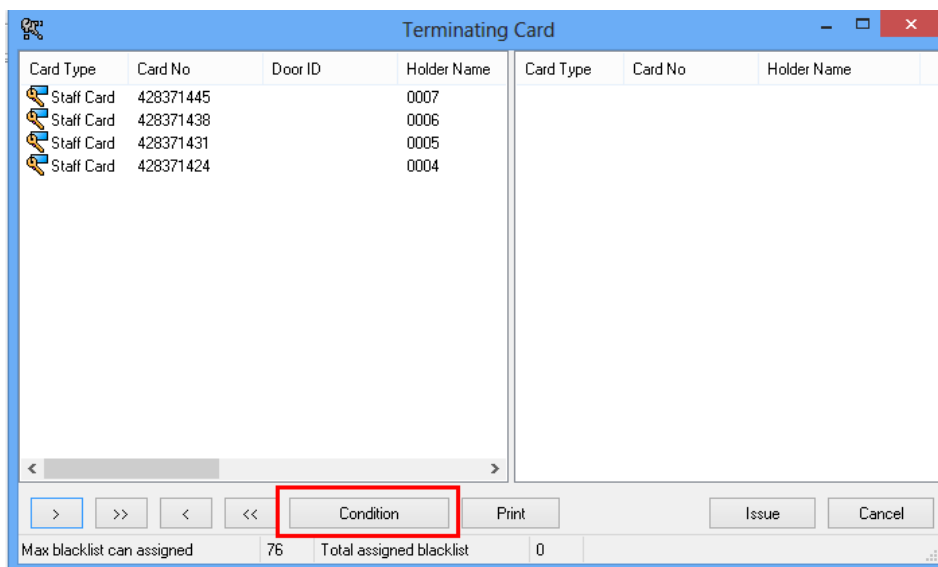 Terminating Card
Card Type Card No Door ID Holder Name Card Type Card No Holder Name
Staff Card 428371445 0007
Staff Card 428371438 0006
Staff Card 428371431 0005
Staff Card 428371424 0004
> >> < << Condition Print Issue Cancel
Max blacklist can assigned 76 Total assigned blacklist 0